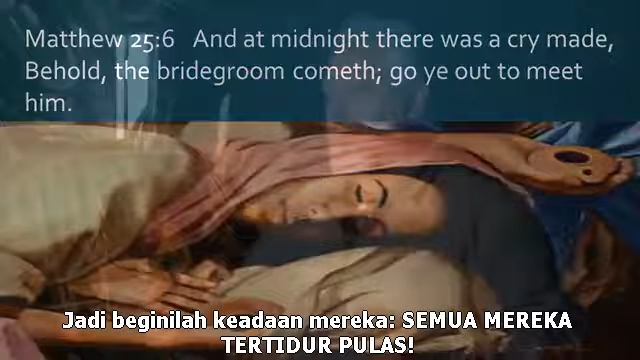 Matthew 25:6 And at midnight there was a cry made,
Behold, the bridegroom cometh; go ye out to meet
him.
Jadi beginilah keadaan mereka: SEMUA MEREKA
TERTIDUR PULAS!